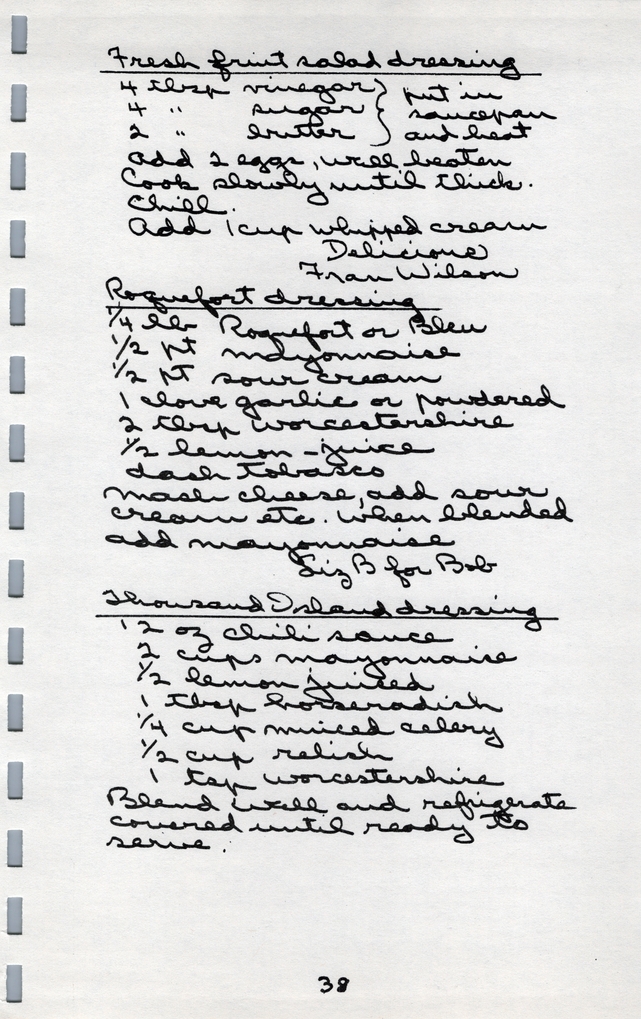 Fresh fruit salad dressing
4 tbsp vinegar } put in
4 " sugar } saucepan
2 " butter } and heat
add 2 eggs, well beaten
Cook slowly until thick.
Chill.
Add 1 cup whipped cream
Delicious
Fran Wilson
Roquefort dressing
1/4 lb Roquefort or Bleu
1/2 pt mayonnaise
1/2 pt sour cream
1 clove garlic or powdered
2 tbsp worcestershire
1/2 lemon - juice
dash tobasco
Mash cheese, add sour
cream etc. When blended
add mayonnaise
Liz B for Bob
Thousand Island dressing
12 oz chili sauce
2 cups mayonnaise
1/2 lemon juiced
1 tbsp horseradish
1/4 cup minced celery
1/2 cup relish
1 tsp worcestershire
Blend well and refrigerate
covered until ready to
serve.
38